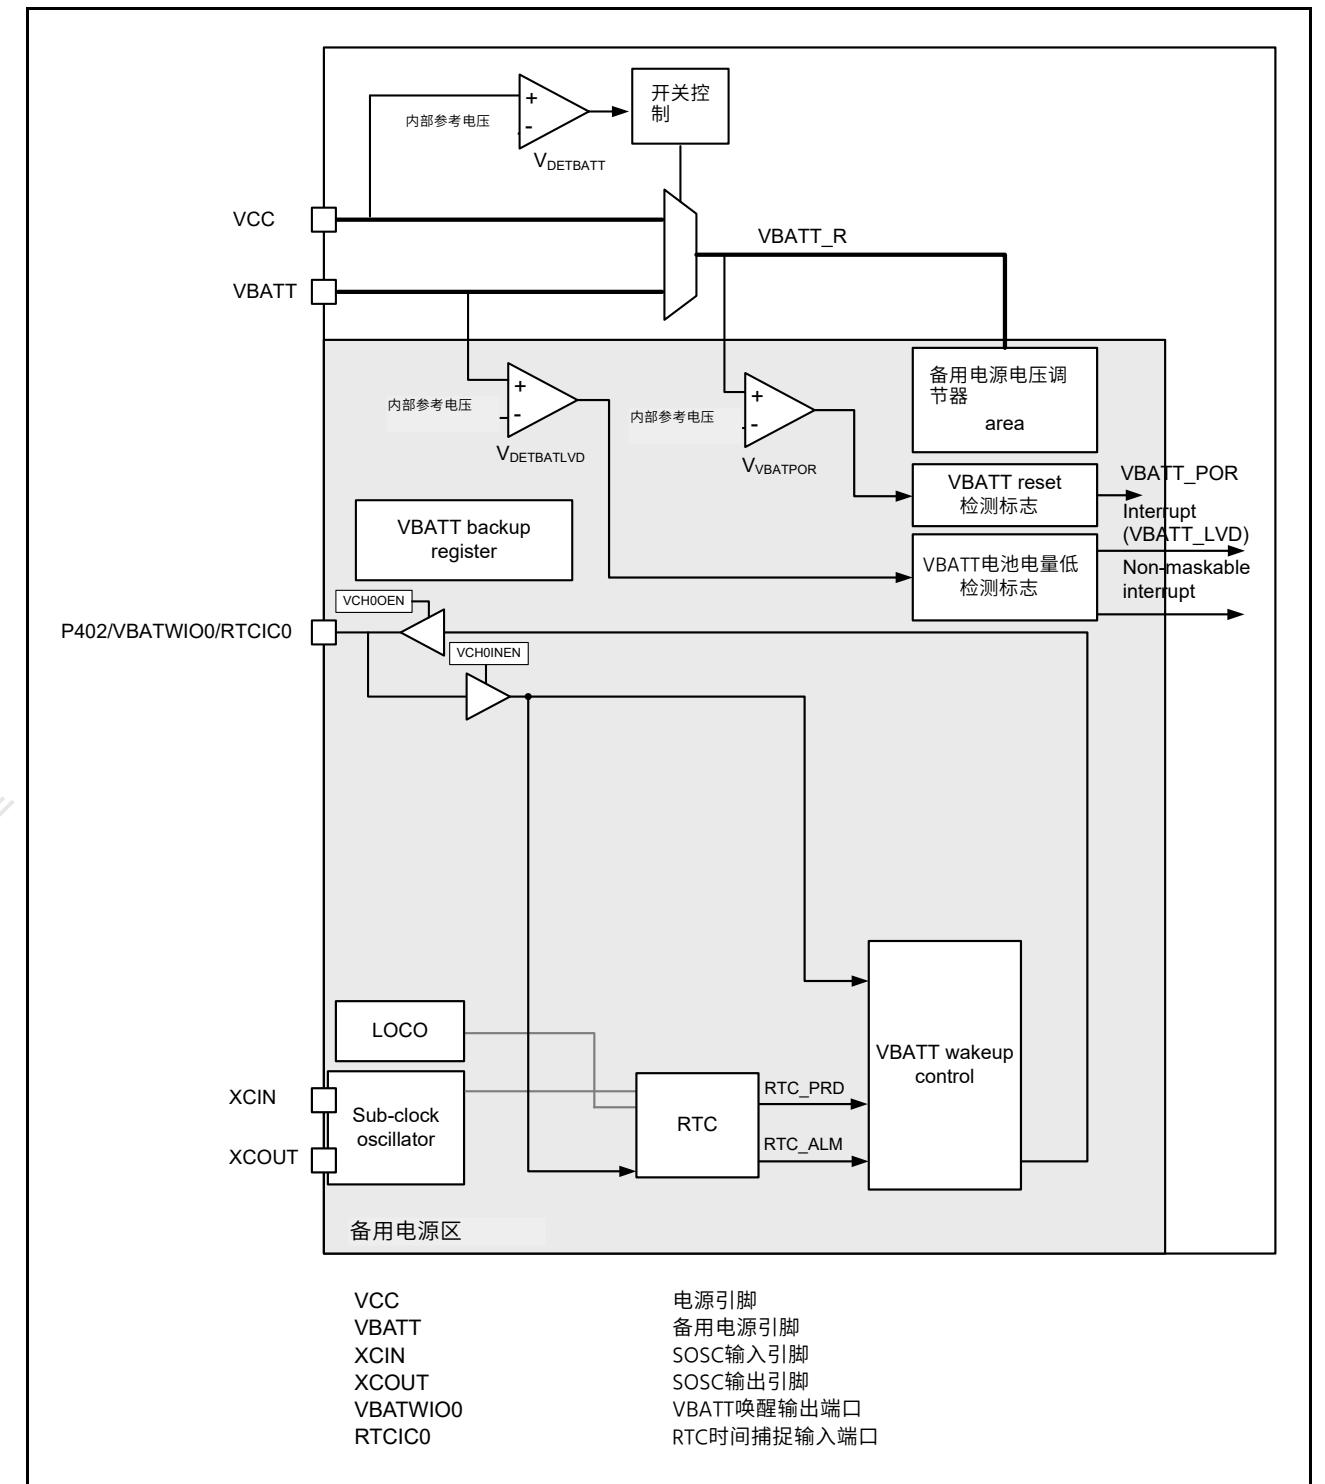 开关控
制
+
内部参考电压
-
VDETBATT
VCC
VBATT_R
VBATT
备用电源电压调
节器
area
+
内部参考电压
-
VDETBATLVD
+
内部参考电压
-
VVBATPOR
VBATT reset
检测标志
VBATT_POR
Interrupt
(VBATT_LVD)
VBATT backup
register
VBATT电池电量低
检测标志
Non-maskable
interrupt
VCH0OEN
P402/VBATWIO0/RTCIC0
VCH0INEN
LOCO
VBATT wakeup
control
XCIN
Sub-clock
oscillator
XCOUT
RTC
RTC_PRD
RTC_ALM
备用电源区
VCC 电源引脚
VBATT 备用电源引脚
XCIN SOSC输入引脚
XCOUT SOSC输出引脚
VBATWIO0 VBATT唤醒输出端口
RTCIC0 RTC时间捕捉输入端口